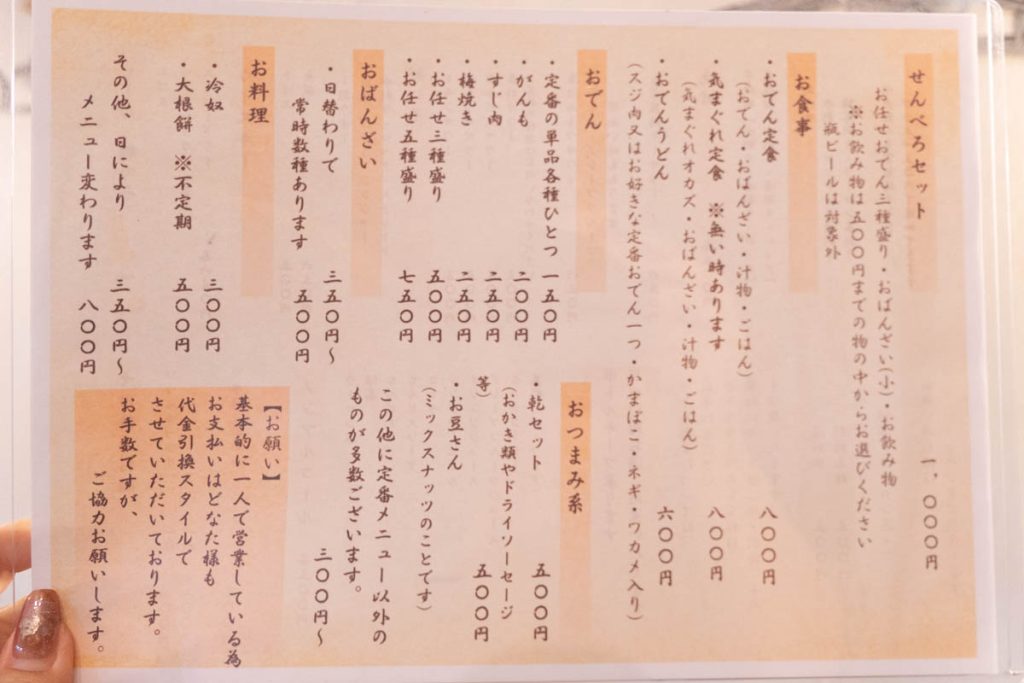 せんべろセット
お任せおでん三種盛り・おばんざい(小)・お飲み物 一、〇〇〇円
※お飲み物は五〇〇円までの物の中からお選びください
瓶ビールは対象外
お食事
・おでん定食 八〇〇円
(おでん・おばんざい・汁物・ごはん)
・気まぐれ定食 ※無い時あります 八〇〇円
(気まぐれオカズ・おばんざい・汁物・ごはん)
・おでんうどん 六〇〇円
(スジ肉又はお好きな定番おでん一つ・かまぼこ・ネギ・ワカメ入り)
おでん
・定番の単品各種ひとつ 一五〇円
・がんも 二〇〇円
・すじ肉 二五〇円
・梅焼き 二五〇円
・お任せ三種盛り 五〇〇円
・お任せ五種盛り 七五〇円
おばんざい
・日替わりで 三五〇円〜
常時数種あります 五〇〇円
お料理
・冷奴 三〇〇円
・大根餅 ※不定期 五〇〇円
その他、日により 三五〇円〜
メニュー変わります 八〇〇円
おつまみ系
・乾セット 五〇〇円
(おかき類やドライソーセージ
等) 五〇〇円
・お豆さん
(ミックスナッツのことです)
この他に定番メニュー以外の
ものが多数ございます。
三〇〇円〜
【お願い】
基本的に一人で営業している為
お支払いはどなた様も
代金引換スタイルで
させていただいております。
お手数ですが、
ご協力お願いします。